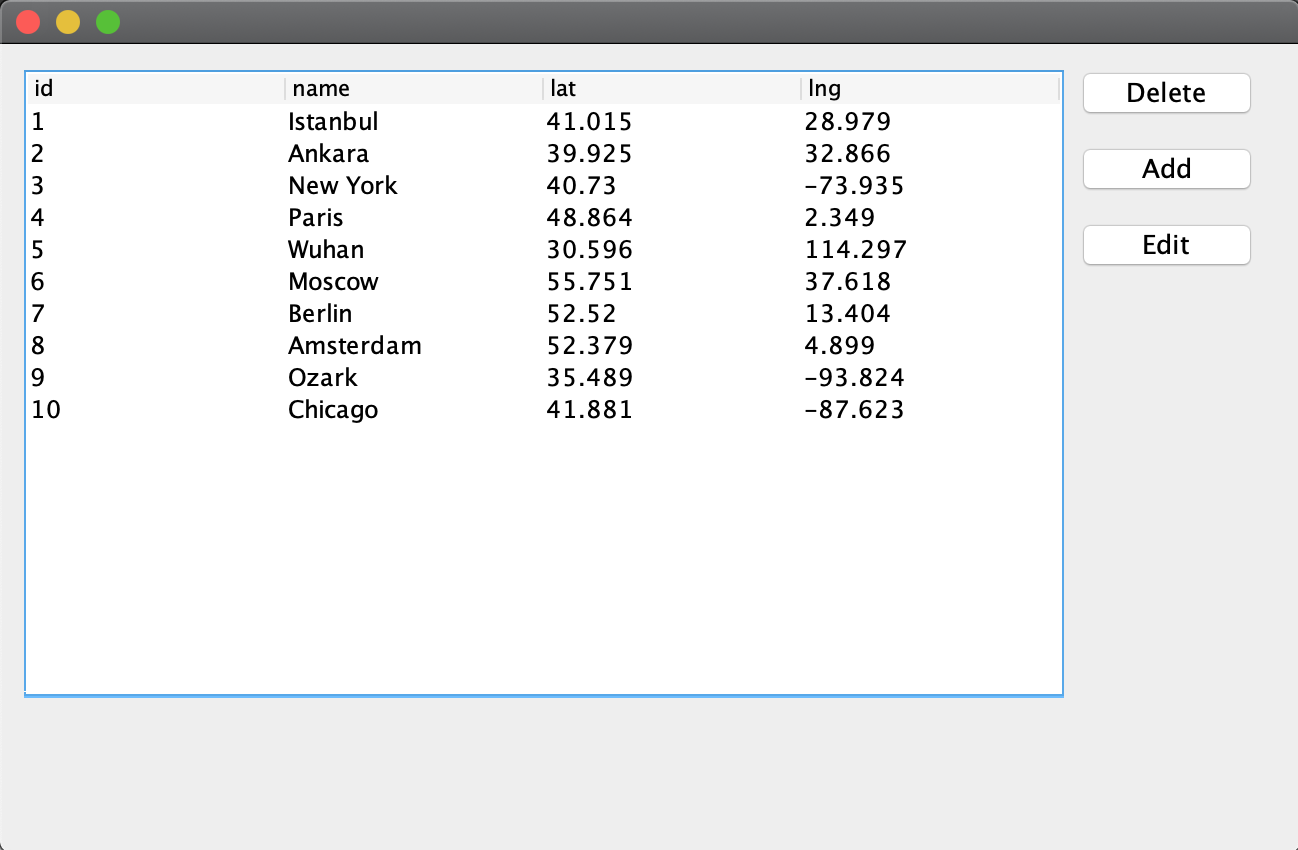 id name lat lng
1 Istanbul 41.015 28.979
2 Ankara 39.925 32.866
3 New York 40.73 -73.935
4 Paris 48.864 2.349
5 Wuhan 30.596 114.297
6 Moscow 55.751 37.618
7 Berlin 52.52 13.404
8 Amsterdam 52.379 4.899
9 Ozark 35.489 -93.824
10 Chicago 41.881 -87.623
Delete
Add
Edit